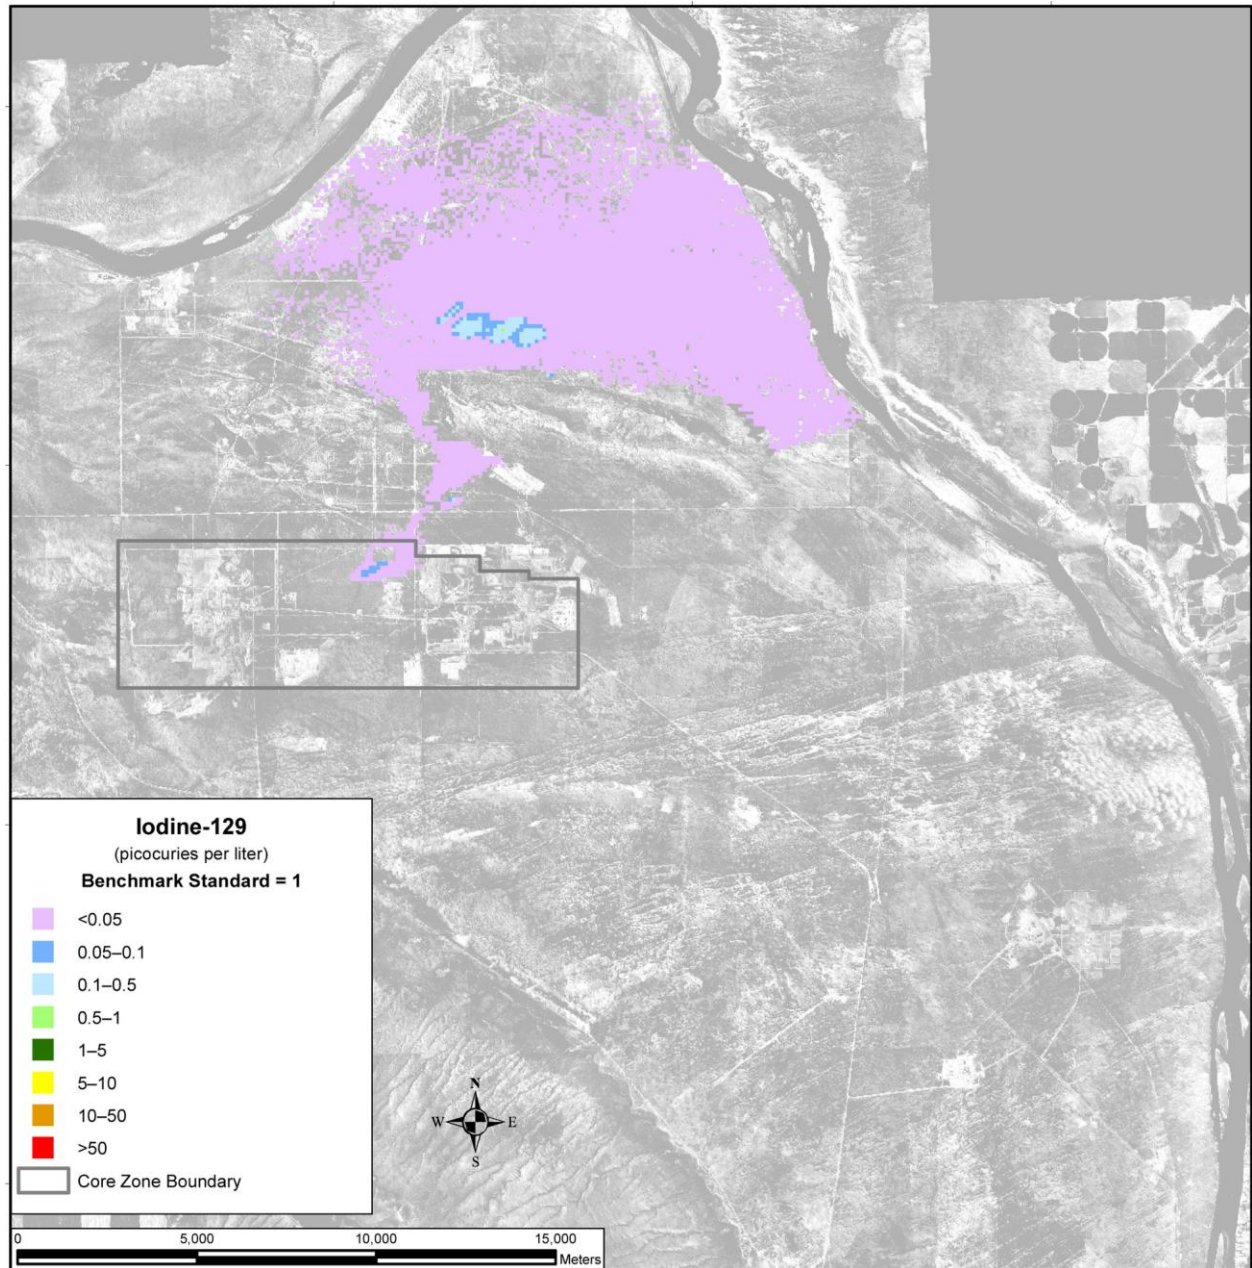 Iodine-129
(picocuries per liter)
Benchmark Standard = 1
<0.05
0.05–0.1
0.1–0.5
0.5–1
1–5
5–10
10–50
>50
Core Zone Boundary
N
W E
S
0 5,000 10,000 15,000
Meters